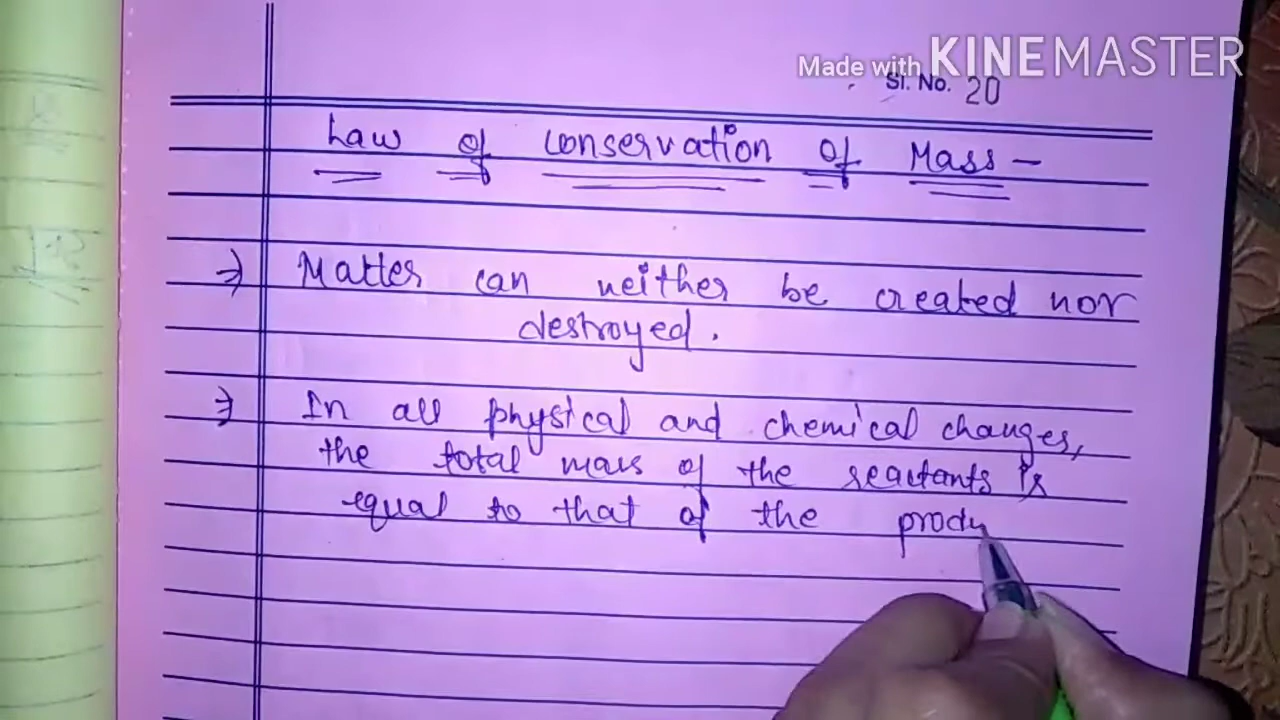 Made with KINEMASTER
Sl. No. 20
Law of conservation of Mass -
⇒ Matter can neither be created nor
destroyed.
⇒ In all physical and chemical changes,
the total mass of the reactants is
equal to that of the produ